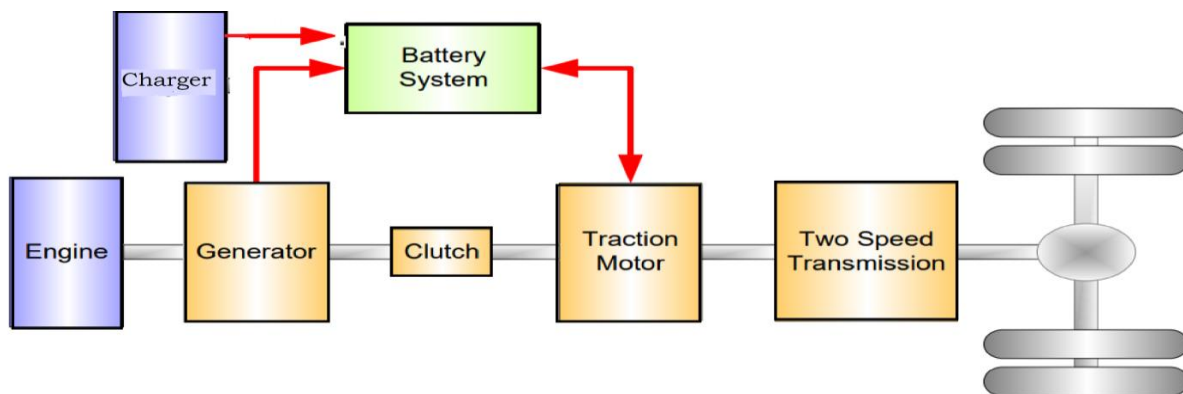 Charger
Battery
System
Engine
Generator
Clutch
Traction
Motor
Two Speed
Transmission